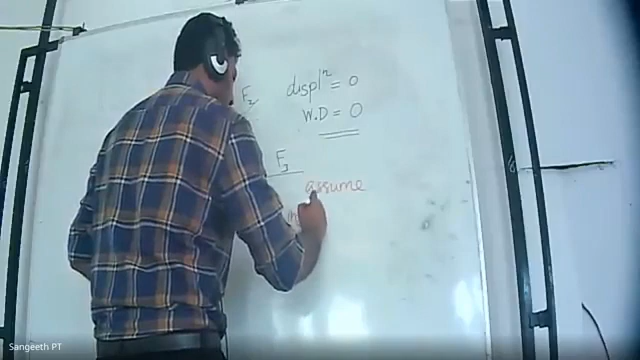 F₂
displⁿ = 0
W.D = 0
F₃
assume
Sangeeth PT